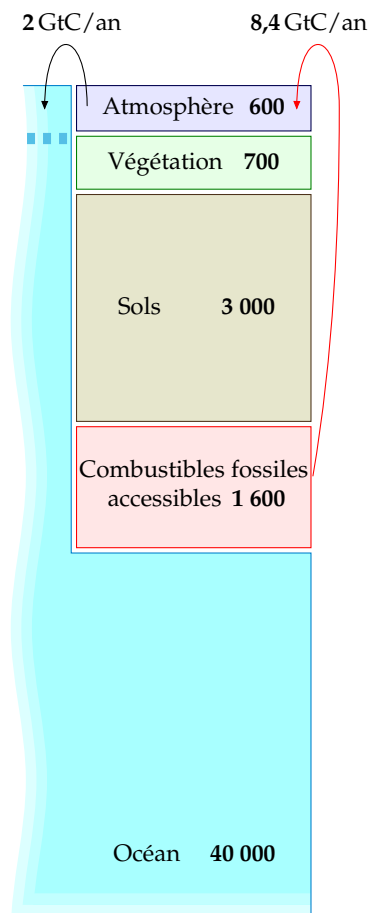 2 GtC/an 8,4 GtC/an
Atmosphère 600
Végétation 700
Sols 3 000
Combustibles fossiles
accessibles 1 600
Océan 40 000